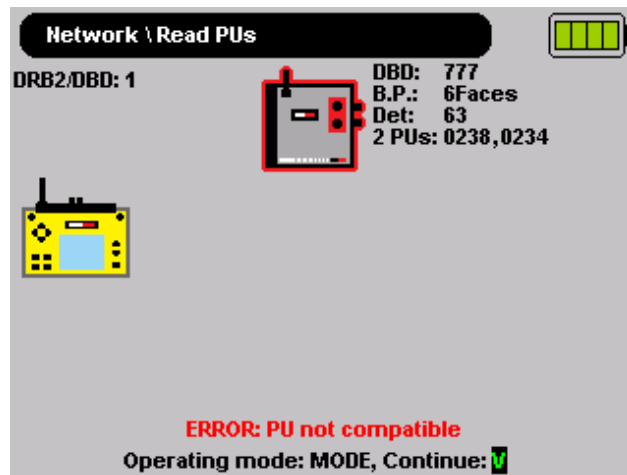 Network \ Read PUs
DRB2/DBD: 1
DBD: 777
B.P.: 6Faces
Det: 63
2 PUs: 0238,0234
ERROR: PU not compatible
Operating mode: MODE, Continue: V